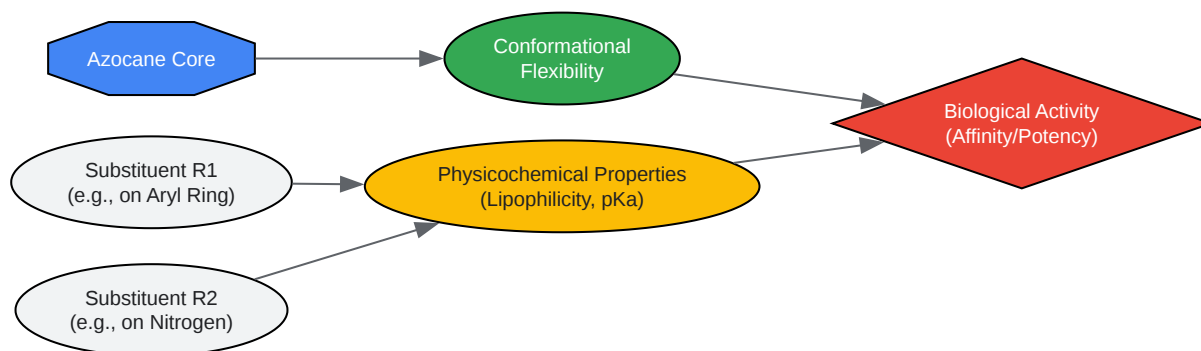 Azocane Core
Conformational
Flexibility
Biological Activity
(Affinity/Potency)
Substituent R1
(e.g., on Aryl Ring)
Physicochemical Properties
(Lipophilicity, pKa)
Substituent R2
(e.g., on Nitrogen)